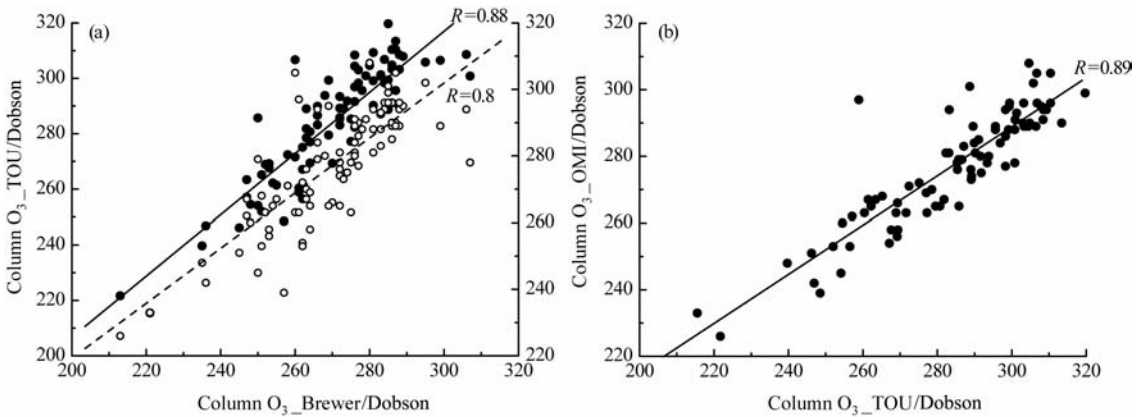 (a)
R=0.88
R=0.8
320
300
280
260
240
220
200
320
300
280
260
240
220
200 220 240 260 280 300 320
Column O₃_TOU/Dobson
Column O₃_Brewer/Dobson
(b)
R=0.89
320
300
280
260
240
220
200 220 240 260 280 300 320
Column O₃_OMI/Dobson
Column O₃_TOU/Dobson